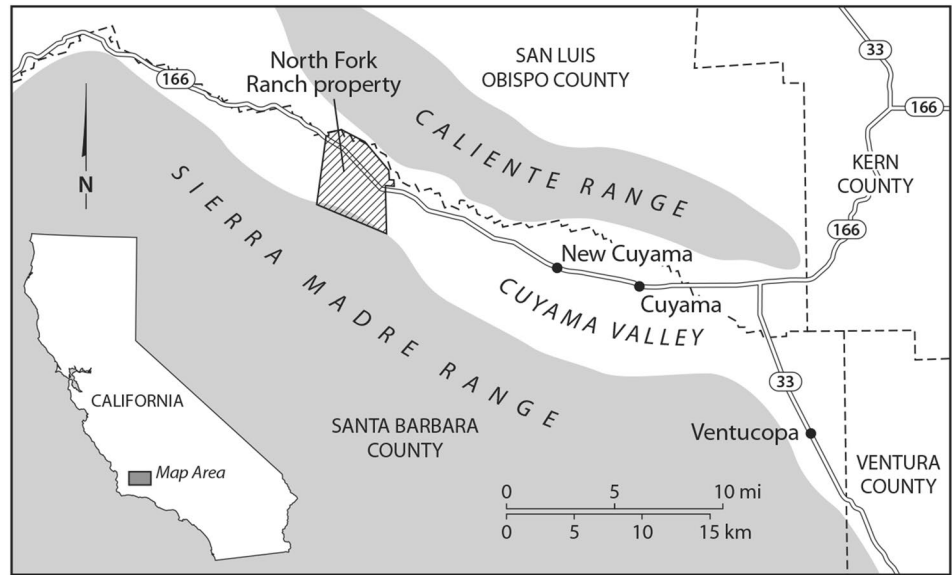 SAN LUIS
OBISPO COUNTY
33
North Fork
Ranch property
166
166
CALIENTE RANGE
KERN
COUNTY
N
SIERRA MADRE RANGE
166
New Cuyama
Cuyama
CUYAMA VALLEY
33
CALIFORNIA
Map Area
SANTA BARBARA
COUNTY
Ventucopa
VENTURA
COUNTY
0 5 10 mi
0 5 10 15 km